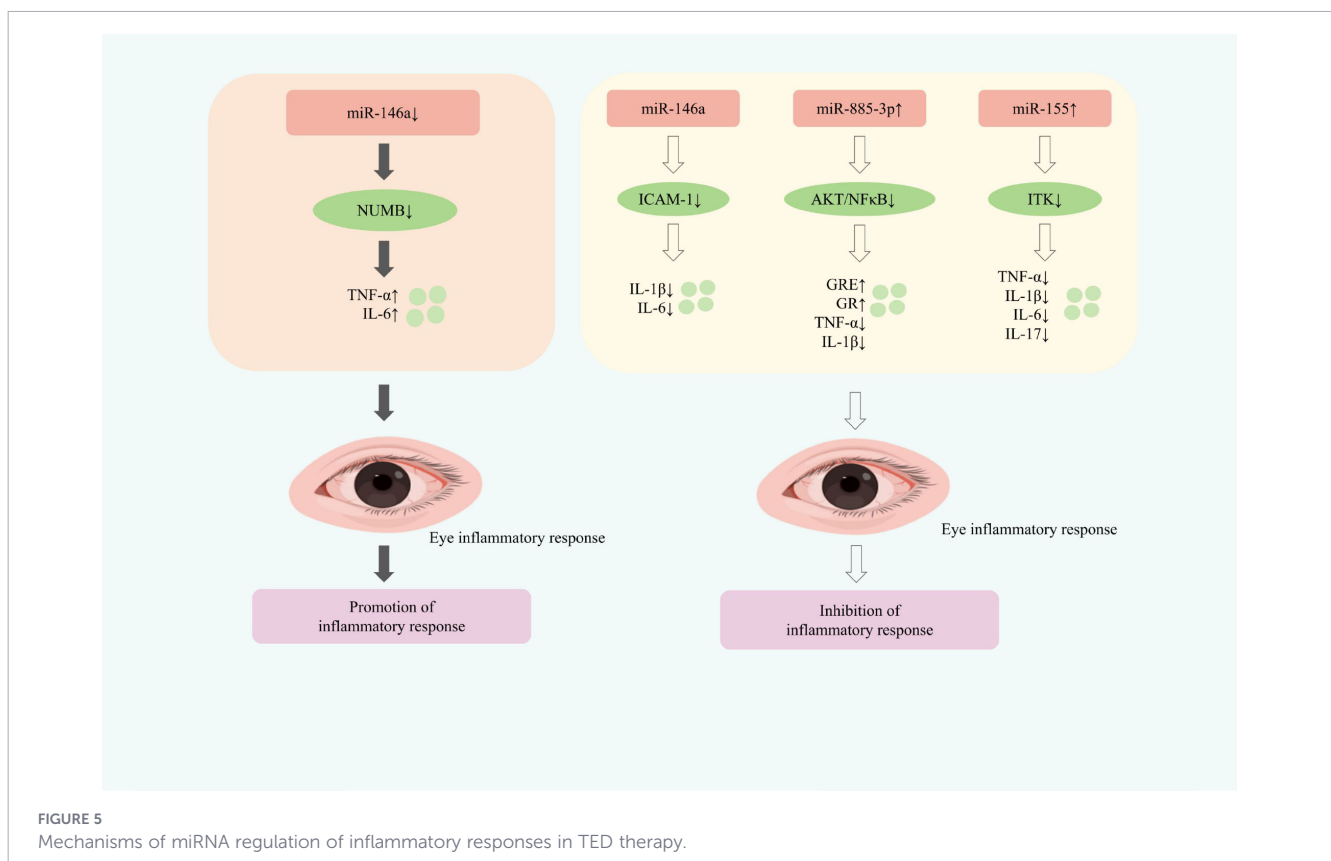 miR-146a↓
NUMB↓
TNF-α↑
IL-6↑
miR-146a
ICAM-1↓
IL-1β↓
IL-6↓
miR-885-3p↑
AKT/NFκB↓
GRE↑
GR↑
TNF-α↓
IL-1β↓
miR-155↑
ITK↓
TNF-α↓
IL-1β↓
IL-6↓
IL-17↓
Eye inflammatory response
Promotion of
inflammatory response
Eye inflammatory response
Inhibition of
inflammatory response
FIGURE 5
Mechanisms of miRNA regulation of inflammatory responses in TED therapy.